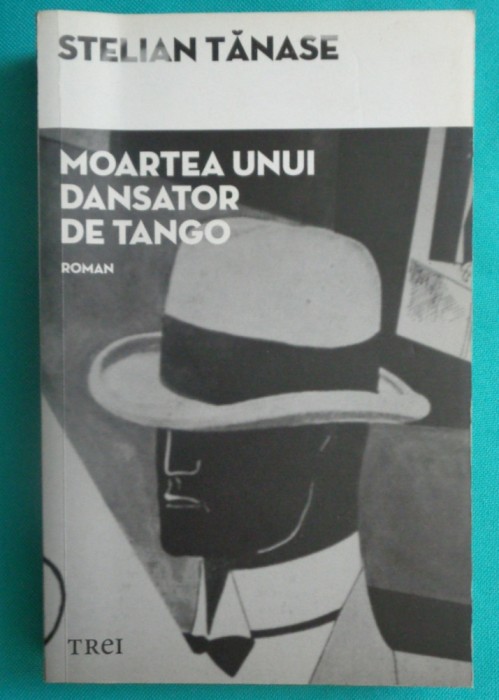 STELIAN TĂNASE
MOARTEA UNUI
DANSATOR
DE TANGO
ROMAN
TREI